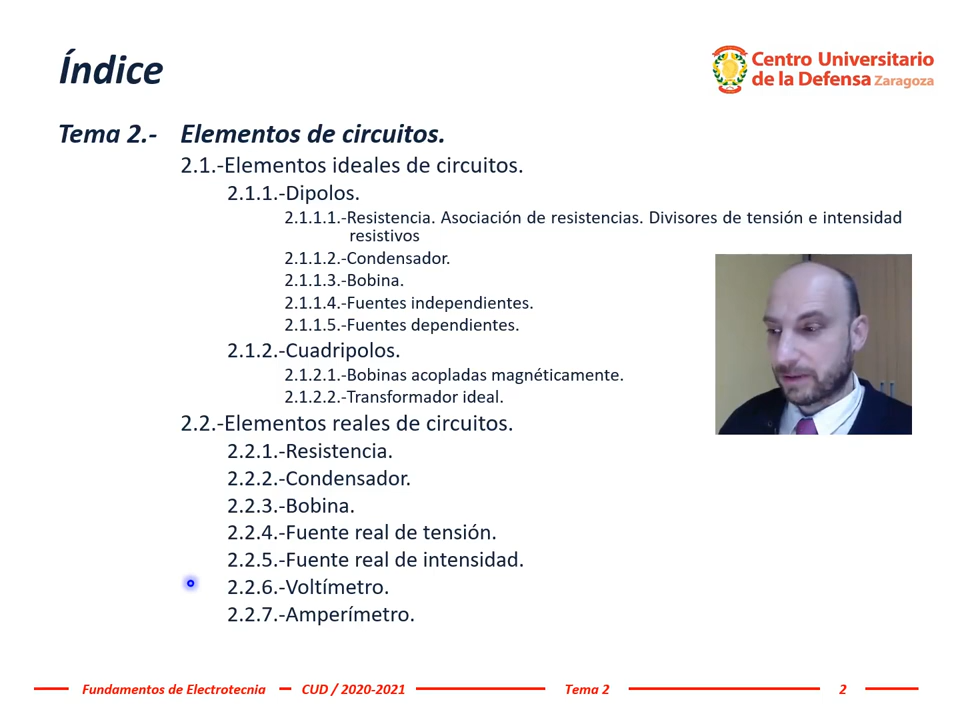 Índice
Centro Universitario
de la Defensa Zaragoza
Tema 2.- Elementos de circuitos.
2.1.-Elementos ideales de circuitos.
2.1.1.-Dipolos.
2.1.1.1.-Resistencia. Asociación de resistencias. Divisores de tensión e intensidad
resistivos
2.1.1.2.-Condensador.
2.1.1.3.-Bobina.
2.1.1.4.-Fuentes independientes.
2.1.1.5.-Fuentes dependientes.
2.1.2.-Cuadripolos.
2.1.2.1.-Bobinas acopladas magnéticamente.
2.1.2.2.-Transformador ideal.
2.2.-Elementos reales de circuitos.
2.2.1.-Resistencia.
2.2.2.-Condensador.
2.2.3.-Bobina.
2.2.4.-Fuente real de tensión.
2.2.5.-Fuente real de intensidad.
2.2.6.-Voltímetro.
2.2.7.-Amperímetro.
Fundamentos de Electrotecnia CUD / 2020-2021 Tema 2 2